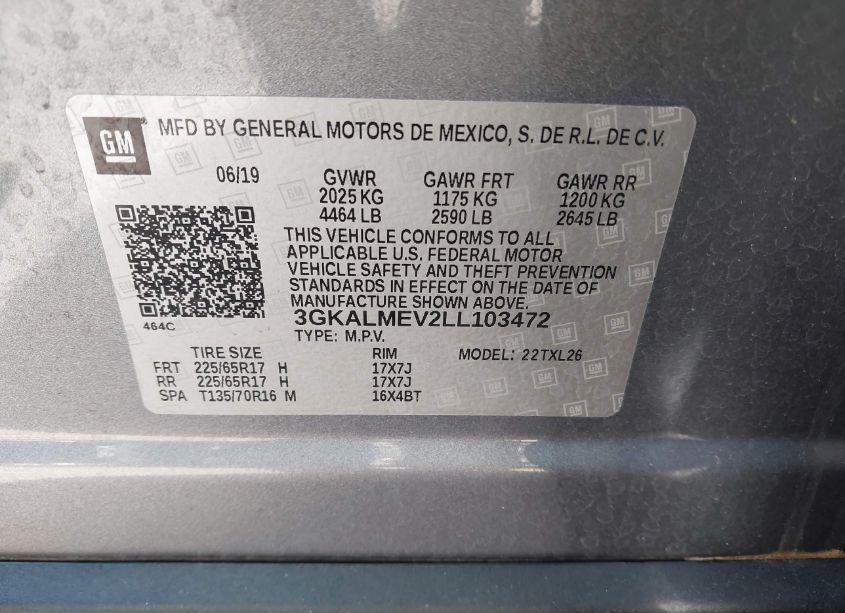 GM
MFD BY GENERAL MOTORS DE MEXICO, S. DE R.L. DE C.V.
06/19 GVWR GAWR FRT GAWR RR
2025 KG 1175 KG 1200 KG
4464 LB 2590 LB 2645 LB
THIS VEHICLE CONFORMS TO ALL
APPLICABLE U.S. FEDERAL MOTOR
VEHICLE SAFETY AND THEFT PREVENTION
STANDARDS IN EFFECT ON THE DATE OF
MANUFACTURE SHOWN ABOVE.
464C
3GKALMEV2LL103472
TYPE: M.P.V.
TIRE SIZE RIM MODEL: 22TXL26
FRT 225/65R17 H 17X7J
RR 225/65R17 H 17X7J
SPA T135/70R16 M 16X4BT